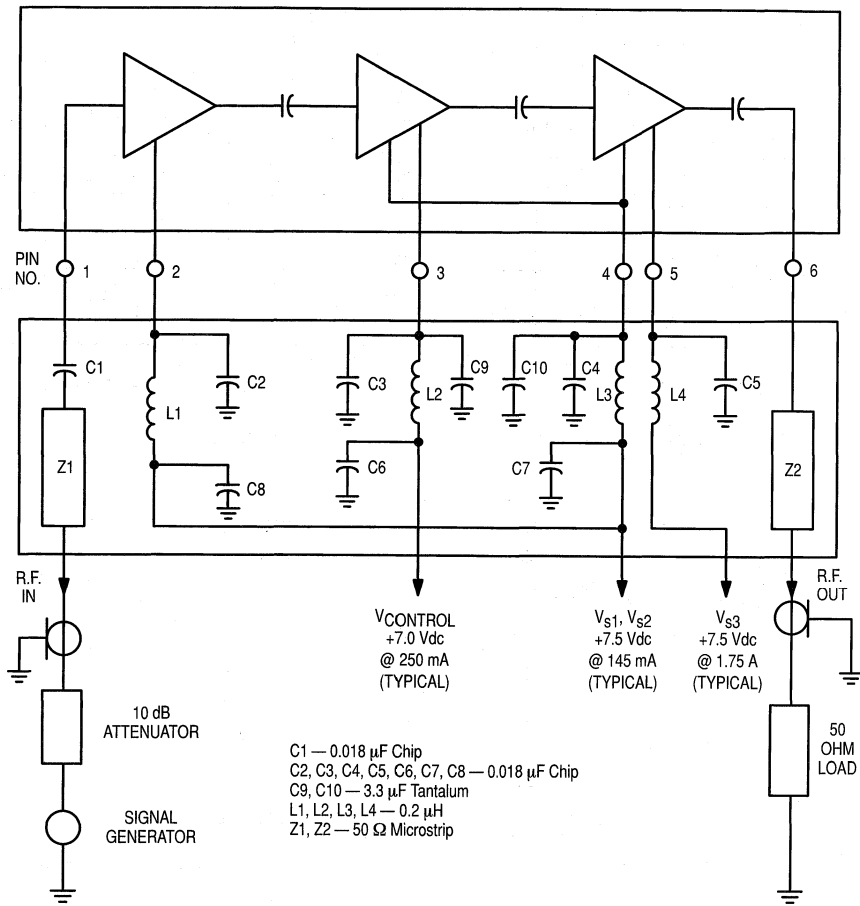 PIN
NO.
1
2
3
4
5
6
C1
C2
C3
L2
C9
C10
C4
L3
L4
C5
L1
Z1
C6
C7
Z2
C8
R.F.
IN
R.F.
OUT
VCONTROL
+7.0 Vdc
@ 250 mA
(TYPICAL)
Vs1, Vs2
+7.5 Vdc
@ 145 mA
(TYPICAL)
Vs3
+7.5 Vdc
@ 1.75 A
(TYPICAL)
10 dB
ATTENUATOR
50
OHM
LOAD
SIGNAL
GENERATOR
C1 — 0.018 µF Chip
C2, C3, C4, C5, C6, C7, C8 — 0.018 µF Chip
C9, C10 — 3.3 µF Tantalum
L1, L2, L3, L4 — 0.2 µH
Z1, Z2 — 50 Ω Microstrip